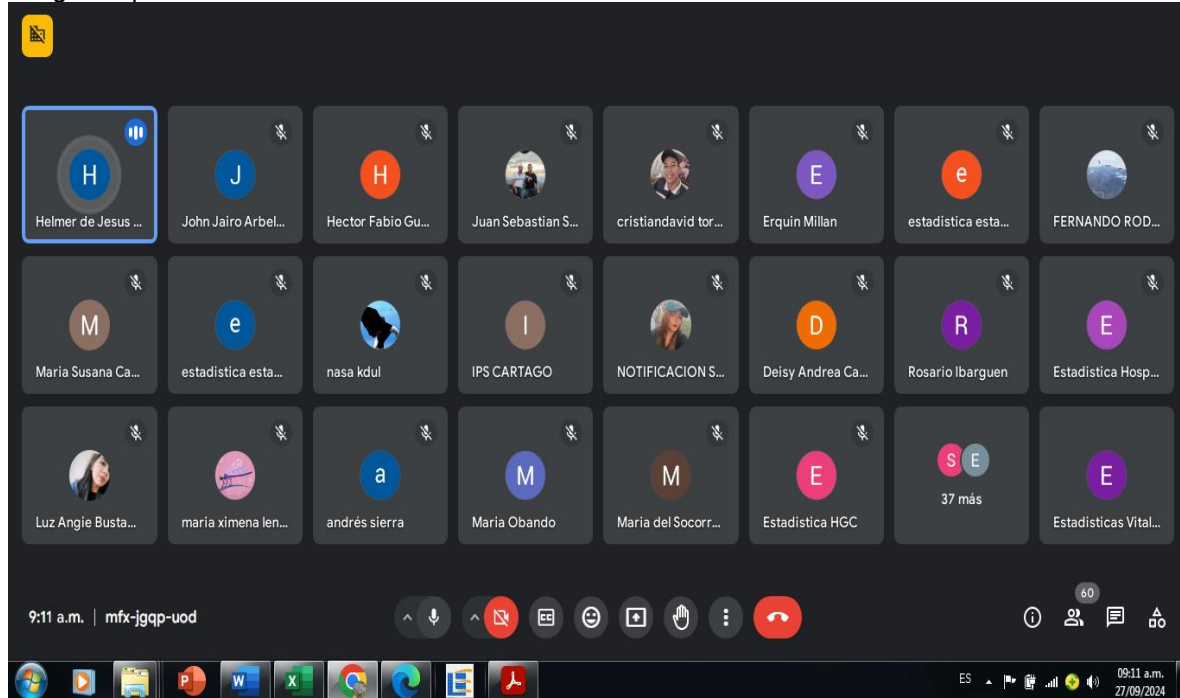 H
J
H
E
e
Helmer de Jesus ...
John Jairo Arbel...
Hector Fabio Gu...
Juan Sebastian S...
cristiandavid tor...
Erquin Millan
estadistica esta...
FERNANDO ROD...
M
e
I
D
R
E
Maria Susana Ca...
estadistica esta...
nasa kdul
IPS CARTAGO
NOTIFICACION S...
Deisy Andrea Ca...
Rosario Ibarguen
Estadistica Hosp...
a
M
M
E
S E
E
Luz Angie Busta...
maria ximena len...
andrés sierra
Maria Obando
Maria del Socorr...
Estadistica HGC
37 más
Estadisticas Vital...
9:11 a.m. | mfx-jgqp-uod
CC
60
P
W
X
ES
09:11 a.m.
27/09/2024